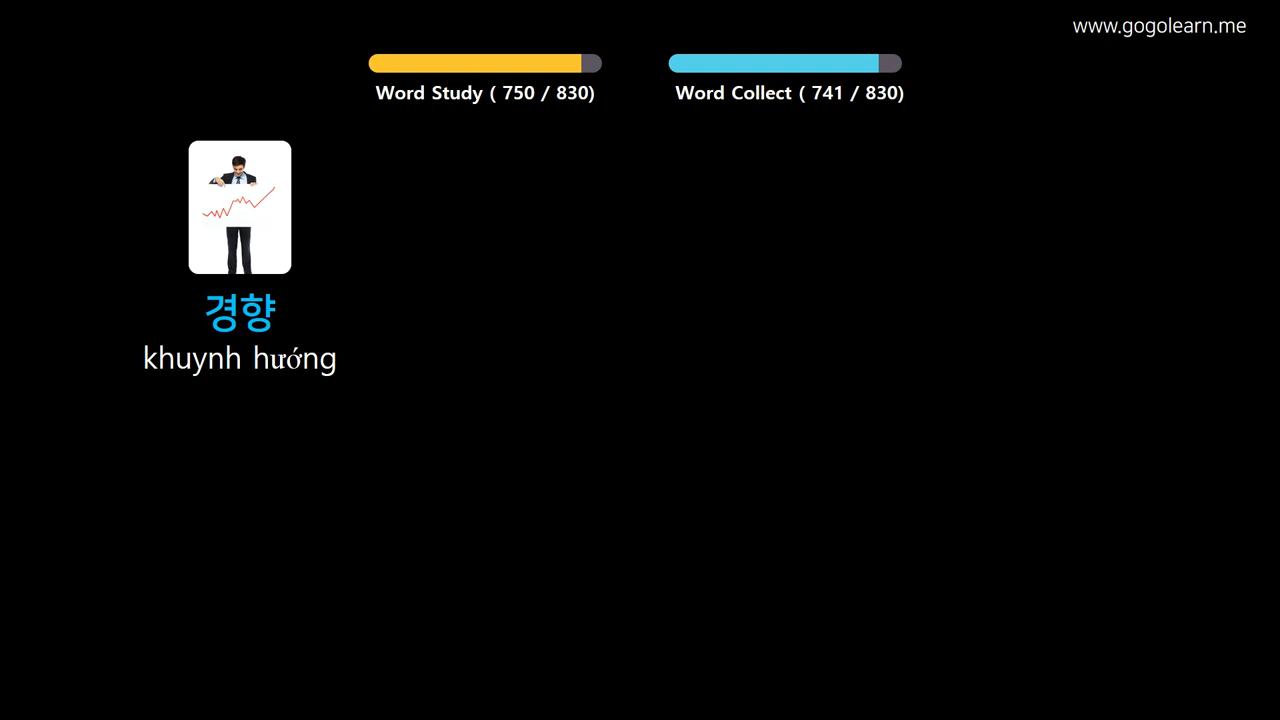 www.gogolearn.me
Word Study ( 750 / 830)
Word Collect ( 741 / 830)
경향
khuynh hướng